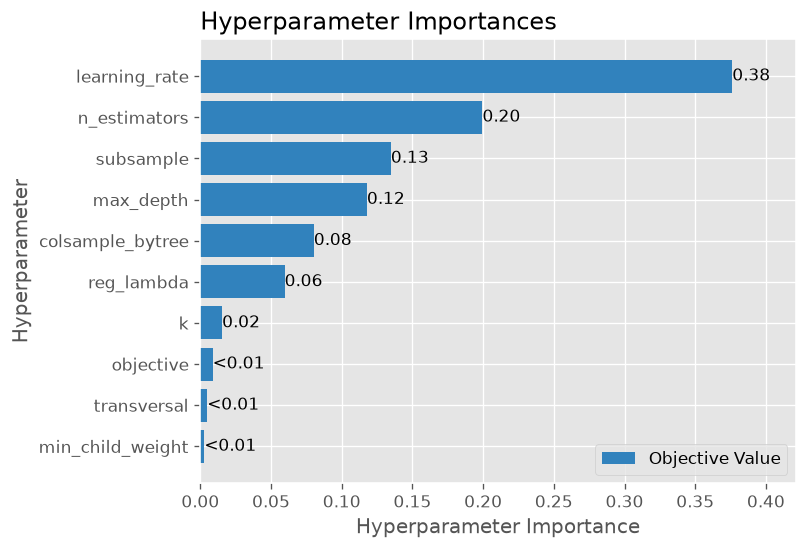 Hyperparameter Importances
Hyperparameter
learning_rate 0.38
n_estimators 0.20
subsample 0.13
max_depth 0.12
colsample_bytree 0.08
reg_lambda 0.06
k 0.02
objective <0.01
transversal <0.01
min_child_weight <0.01
Objective Value
0.00 0.05 0.10 0.15 0.20 0.25 0.30 0.35 0.40
Hyperparameter Importance